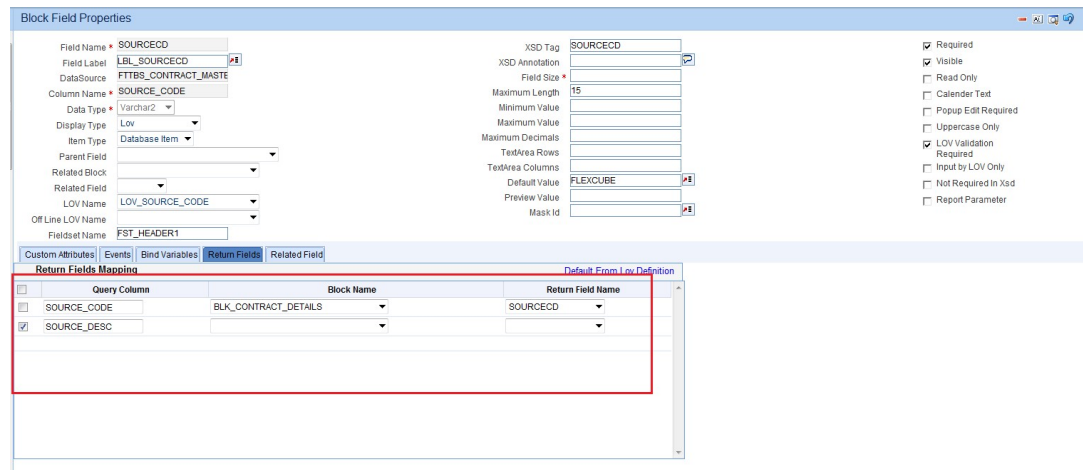 Block Field Properties
Field Name * SOURCECD
Field Label LBL_SOURCECD
DataSource FTTBS_CONTRACT_MASTE
Column Name * SOURCE_CODE
Data Type * Varchar2
Display Type Lov
Item Type Database Item
Parent Field
Related Block
Related Field
LOV Name LOV_SOURCE_CODE
Off Line LOV Name
Fieldset Name FST_HEADER1
XSD Tag SOURCECD
XSD Annotation
Field Size *
Maximum Length 15
Minimum Value
Maximum Value
Maximum Decimals
TextArea Rows
TextArea Columns
Default Value FLEXCUBE
Preview Value
Mask Id
Required
Visible
Read Only
Calender Text
Popup Edit Required
Uppercase Only
LOV Validation
Required
Input by LOV Only
Not Required In Xsd
Report Parameter
Custom Attributes Events Bind Variables Return Fields Related Field
Return Fields Mapping Default From Lov Definition
Query Column Block Name Return Field Name
SOURCE_CODE BLK_CONTRACT_DETAILS SOURCECD
SOURCE_DESC